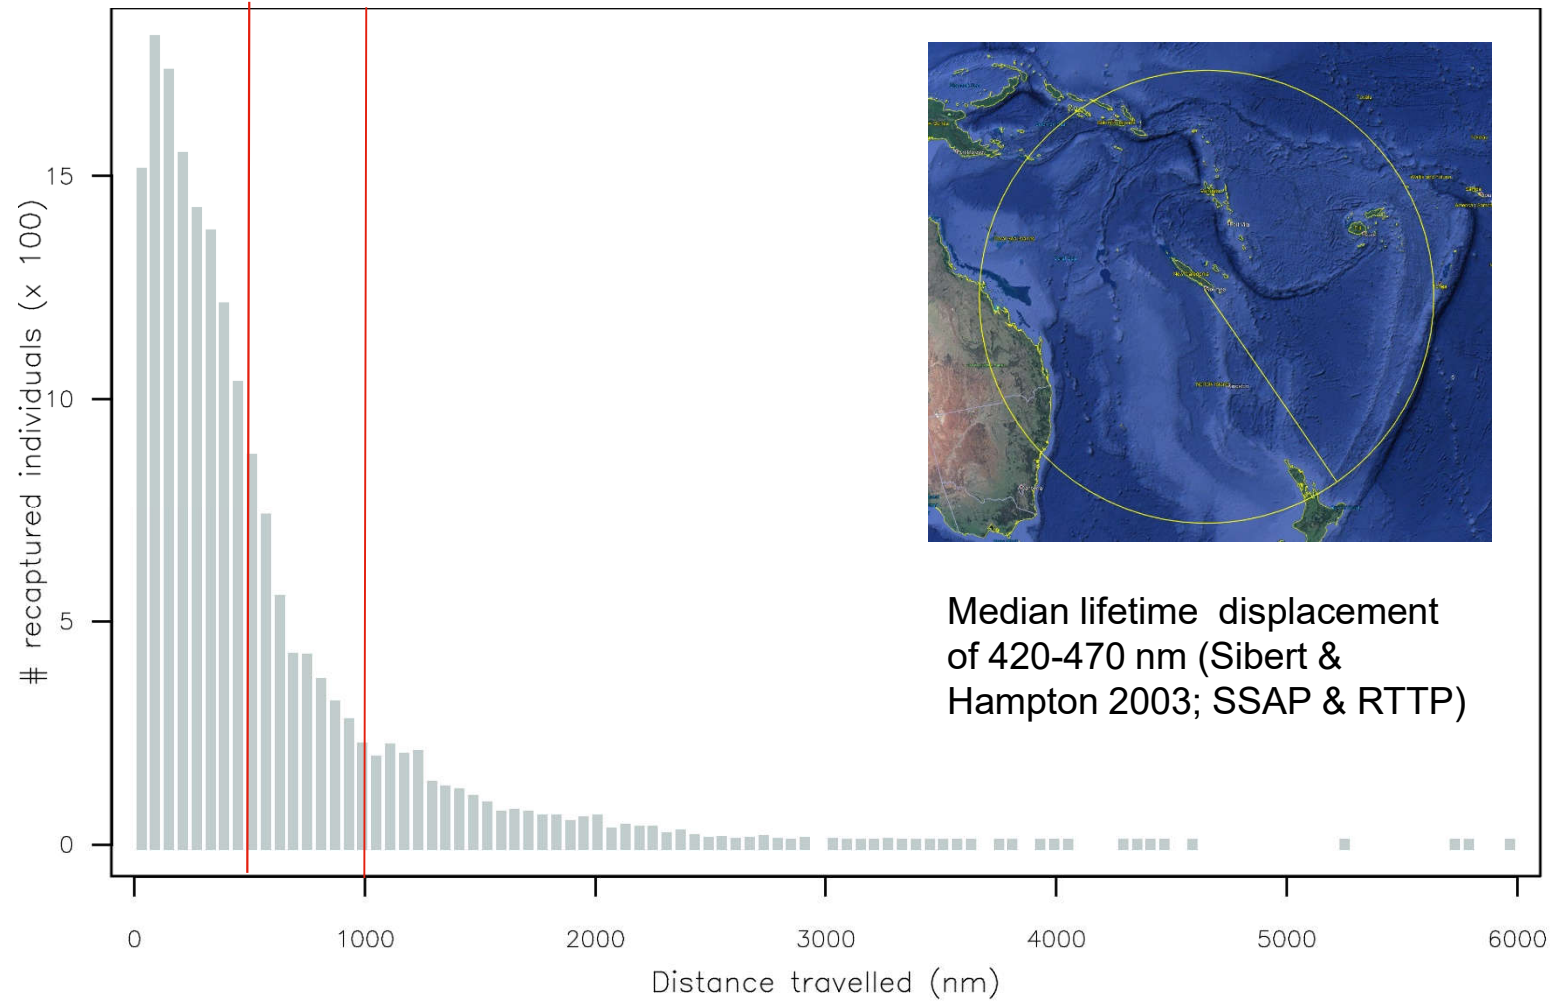 # recaptured individuals (x 100)
15
10
5
0
Median lifetime displacement
of 420-470 nm (Sibert &
Hampton 2003; SSAP & RTTP)
0
1000
2000
3000
4000
5000
6000
Distance travelled (nm)